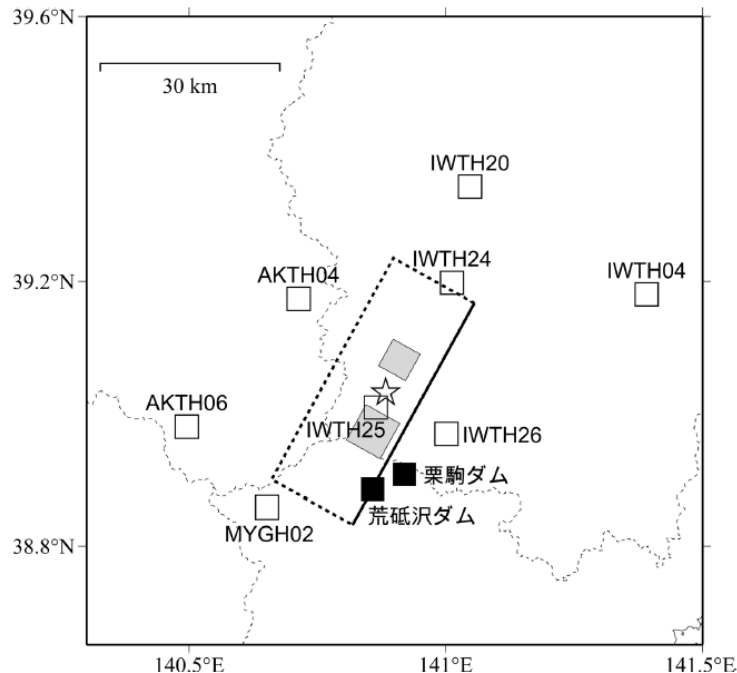 39.6°N
30 km
IWTH20
39.2°N
AKTH04
IWTH24
IWTH04
AKTH06
IWTH25
IWTH26
栗駒ダム
荒砥沢ダム
MYGH02
38.8°N
140.5°E
141°E
141.5°E